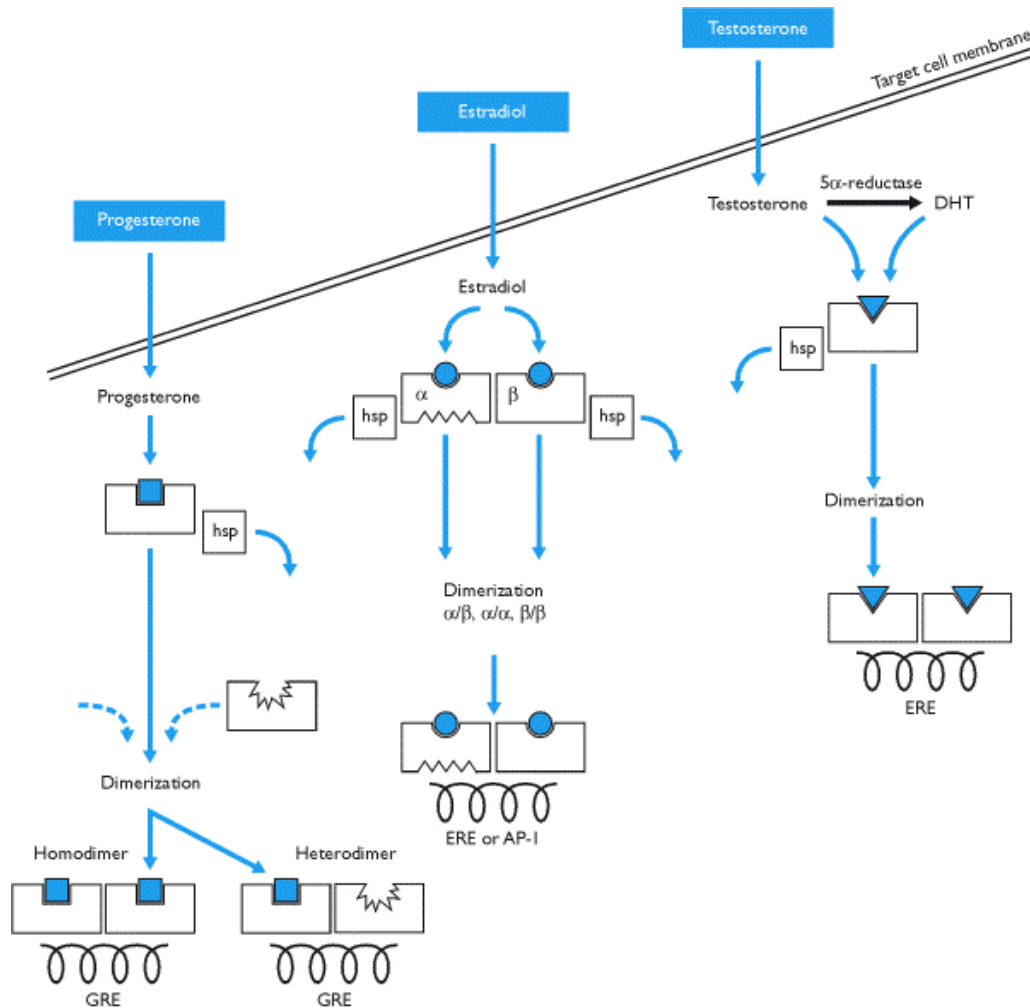 Testosterone
Target cell membrane
Estradiol
5α-reductase
Testosterone
DHT
Progesterone
Estradiol
hsp
Progesterone
α
β
hsp
hsp
Dimerization
hsp
Dimerization
α/β, α/α, β/β
ERE
Dimerization
ERE or AP-1
Homodimer
Heterodimer
GRE
GRE